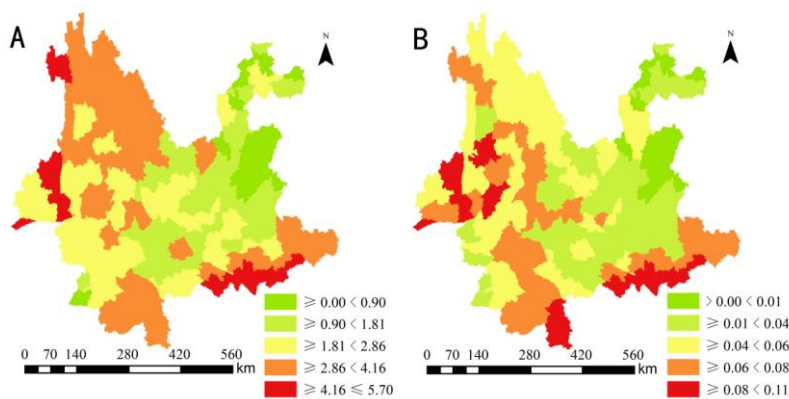 A
N
≥ 0.00 < 0.90
≥ 0.90 < 1.81
≥ 1.81 < 2.86
≥ 2.86 < 4.16
≥ 4.16 ≤ 5.70
0 70 140 280 420 560
km
B
N
> 0.00 < 0.01
≥ 0.01 < 0.04
≥ 0.04 < 0.06
≥ 0.06 < 0.08
≥ 0.08 < 0.11
0 70 140 280 420 560
km